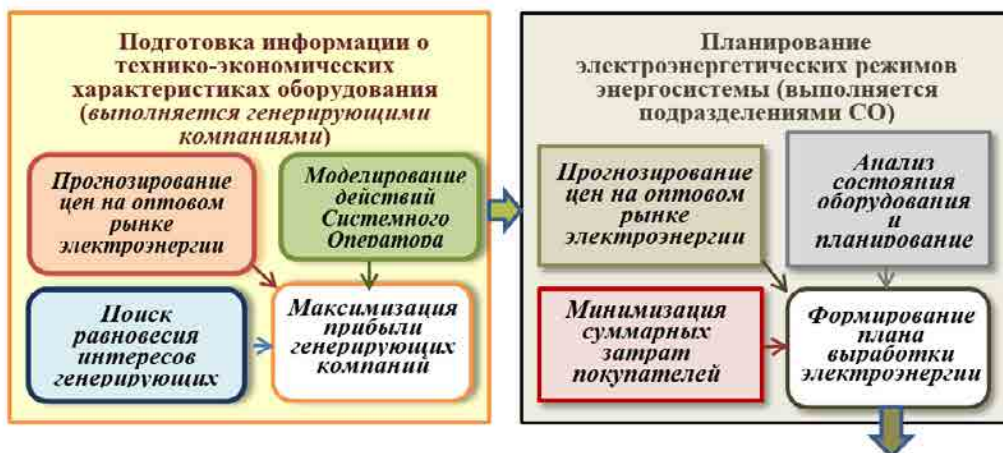 Подготовка информации о
технико-экономических
характеристиках оборудования
(выполняется генерирующими
компаниями)
Прогнозирование
цен на оптовом
рынке
электроэнергии
Моделирование
действий
Системного
Оператора
Поиск
равновесия
интересов
генерирующих
Максимизация
прибыли
генерирующих
компаний
Планирование
электроэнергетических режимов
энергосистемы (выполняется
подразделениями СО)
Прогнозирование
цен на оптовом
рынке
электроэнергии
Анализ
состояния
оборудования
и
планирование
Минимизация
суммарных
затрат
покупателей
Формирование
плана
выработки
электроэнергии